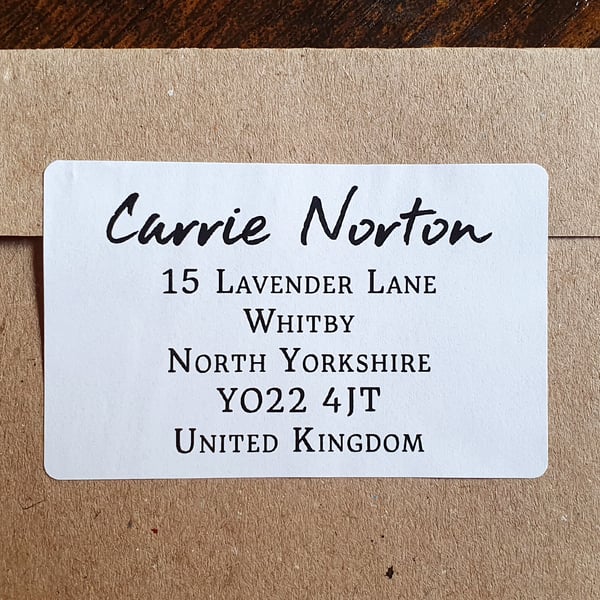 Carrie Norton
15 Lavender Lane
Whitby
North Yorkshire
YO22 4JT
United Kingdom